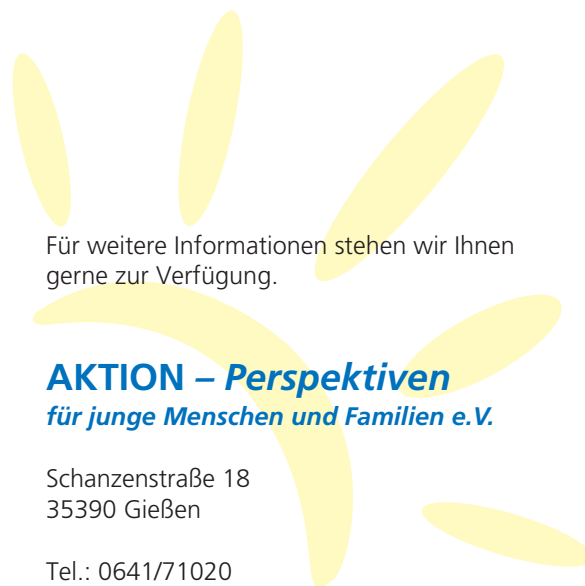 Für weitere Informationen stehen wir Ihnen
gerne zur Verfügung.
AKTION – Perspektiven
für junge Menschen und Familien e.V.
Schanzenstraße 18
35390 Gießen
Tel.: 0641/71020